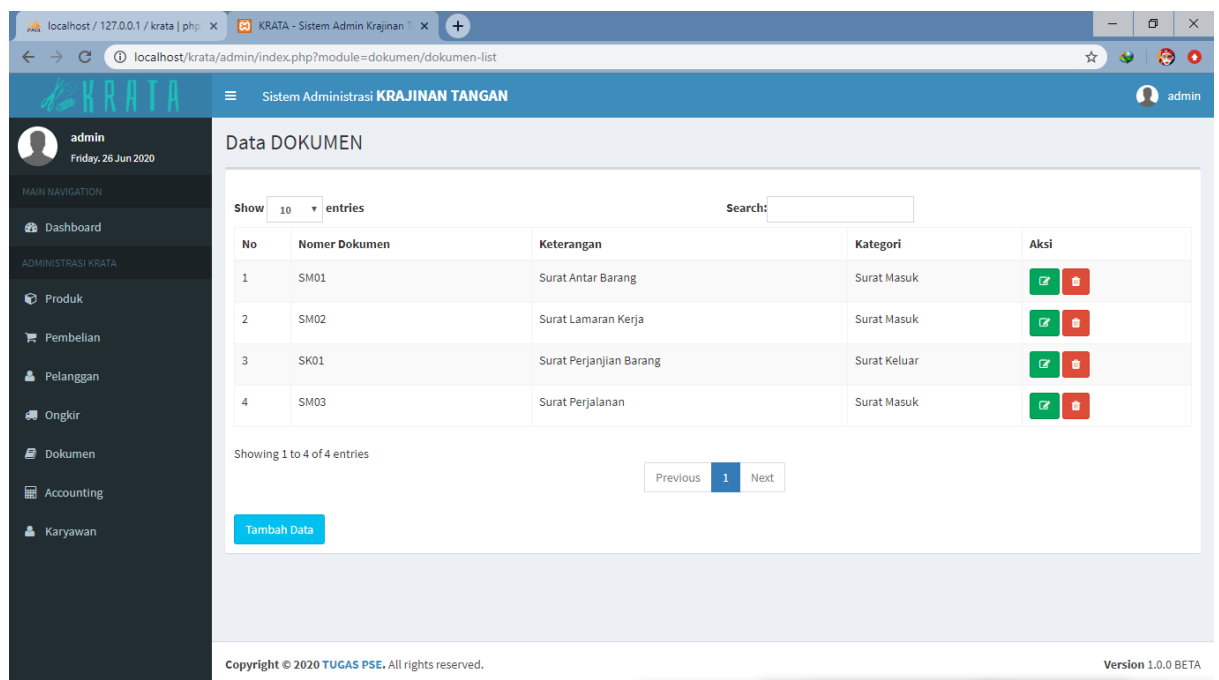 localhost / 127.0.0.1 / krata | php
KRATA - Sistem Admin Krajinan T
localhost/krata/admin/index.php?module=dokumen/dokumen-list
KRATA
Sistem Administrasi KRAJINAN TANGAN
admin
admin
Friday. 26 Jun 2020
MAIN NAVIGATION
Dashboard
ADMINISTRASI KRATA
Produk
Pembelian
Pelanggan
Ongkir
Dokumen
Accounting
Karyawan
Data DOKUMEN
Show 10 entries
Search:
No Nomer Dokumen Keterangan Kategori Aksi
1 SM01 Surat Antar Barang Surat Masuk
2 SM02 Surat Lamaran Kerja Surat Masuk
3 SK01 Surat Perjanjian Barang Surat Keluar
4 SM03 Surat Perjalanan Surat Masuk
Showing 1 to 4 of 4 entries
Previous 1 Next
Tambah Data
Copyright © 2020 TUGAS PSE. All rights reserved.
Version 1.0.0 BETA